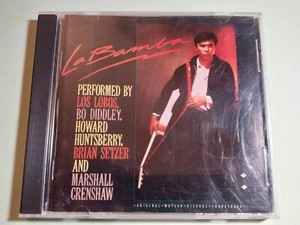 La Bamba
PERFORMED BY
LOS LOBOS,
BO DIDDLEY,
HOWARD
HUNTSBERRY,
BRIAN SETZER
AND
MARSHALL
CRENSHAW
ORIGINAL MOTION PICTURE SOUNDTRACK